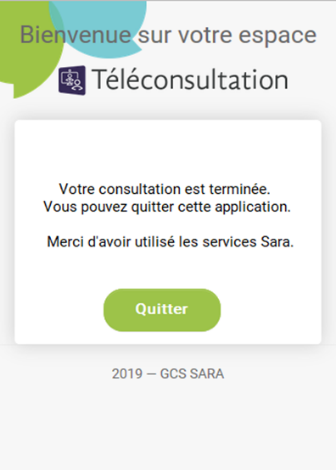 Bienvenue sur votre espace
Téléconsultation
Votre consultation est terminée.
Vous pouvez quitter cette application.
Merci d'avoir utilisé les services Sara.
Quitter
2019 — GCS SARA